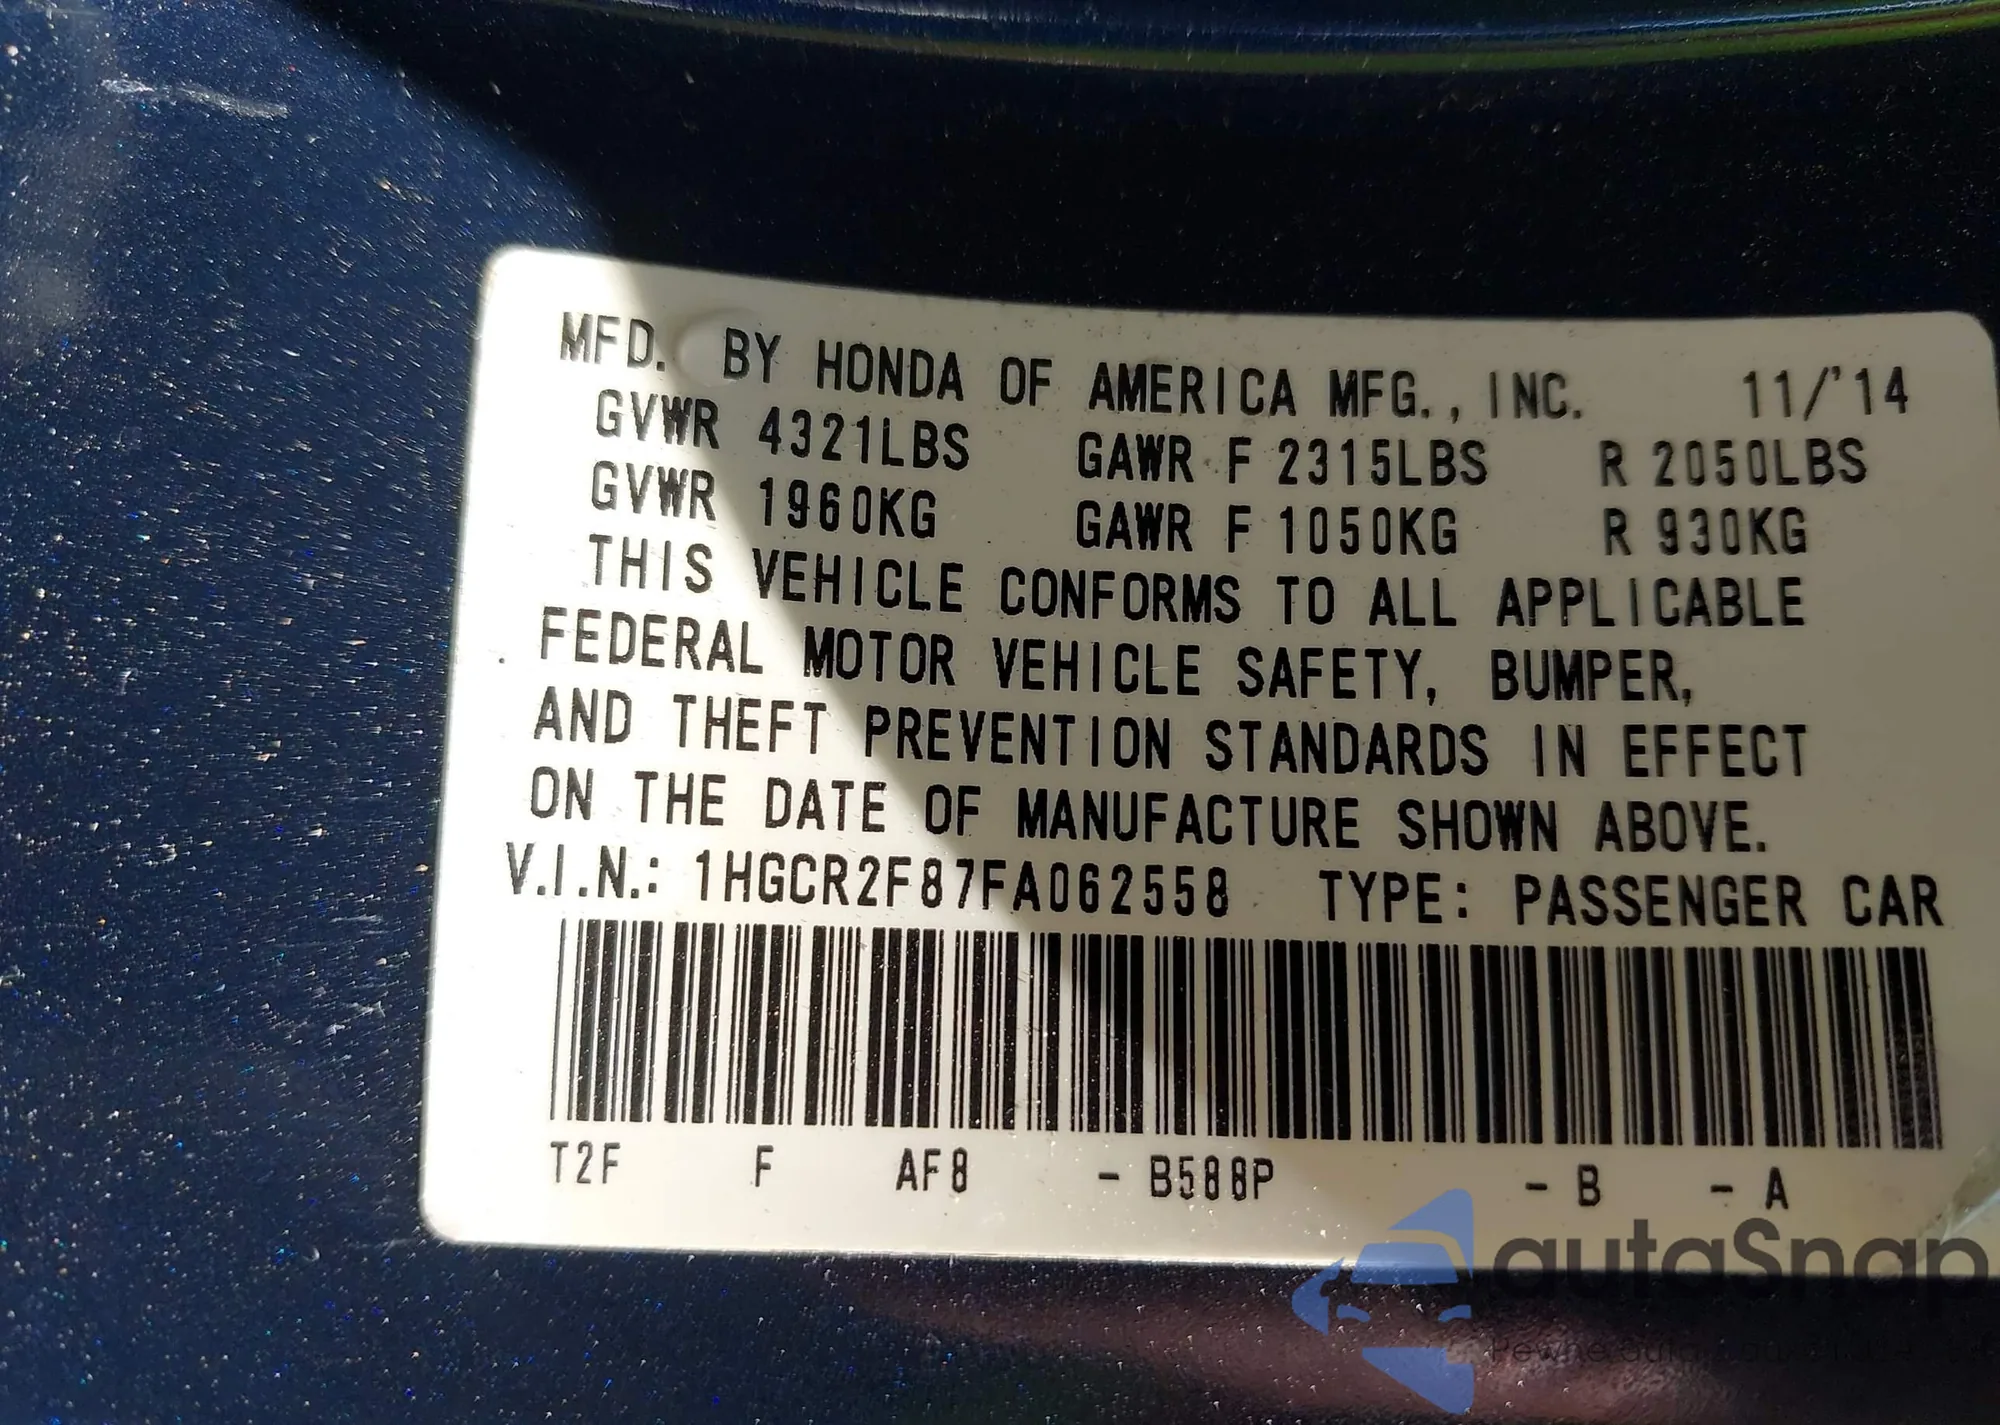 MFD. BY HONDA OF AMERICA MFG., INC. 11/'14
GVWR 4321LBS GAWR F 2315LBS R 2050LBS
GVWR 1960KG GAWR F 1050KG R 930KG
THIS VEHICLE CONFORMS TO ALL APPLICABLE
FEDERAL MOTOR VEHICLE SAFETY, BUMPER,
AND THEFT PREVENTION STANDARDS IN EFFECT
ON THE DATE OF MANUFACTURE SHOWN ABOVE.
V.I.N.: 1HGCR2F87FA062558 TYPE: PASSENGER CAR
T2F F AF8 - B588P - B - A
autoSnap
Pewne auta